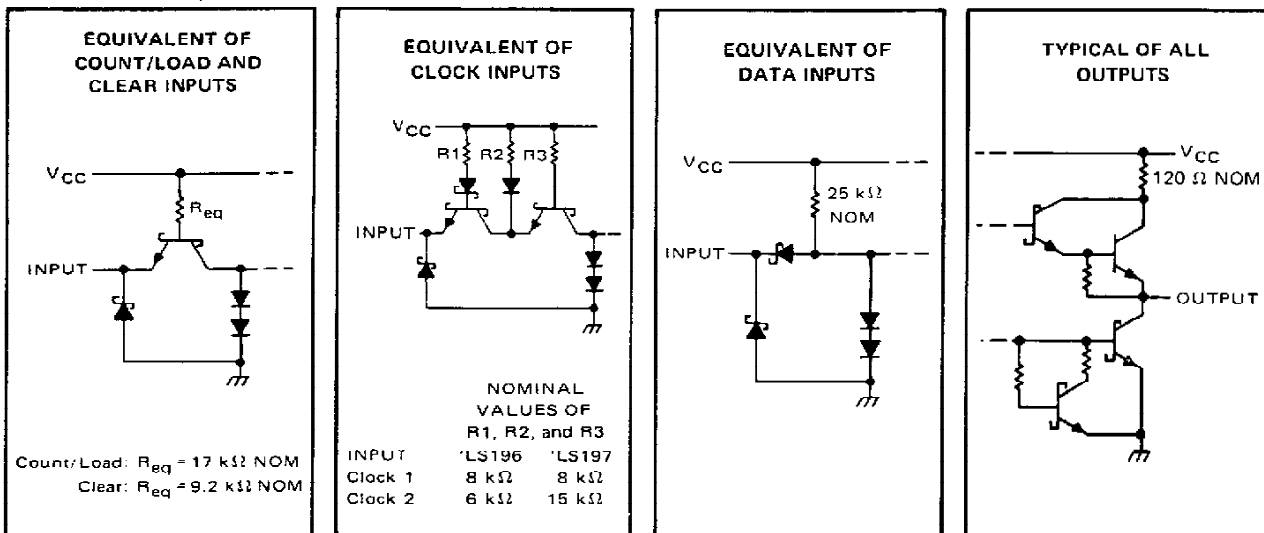 EQUIVALENT OF
COUNT/LOAD AND
CLEAR INPUTS
VCC
Req
INPUT
Count/Load: Req = 17 kΩ NOM
Clear: Req = 9.2 kΩ NOM
EQUIVALENT OF
CLOCK INPUTS
VCC
R1 R2 R3
INPUT
NOMINAL
VALUES OF
R1, R2, and R3
INPUT 'LS196 'LS197
Clock 1 8 kΩ 8 kΩ
Clock 2 6 kΩ 15 kΩ
EQUIVALENT OF
DATA INPUTS
VCC
25 kΩ
NOM
INPUT
TYPICAL OF ALL
OUTPUTS
VCC
120 Ω NOM
OUTPUT